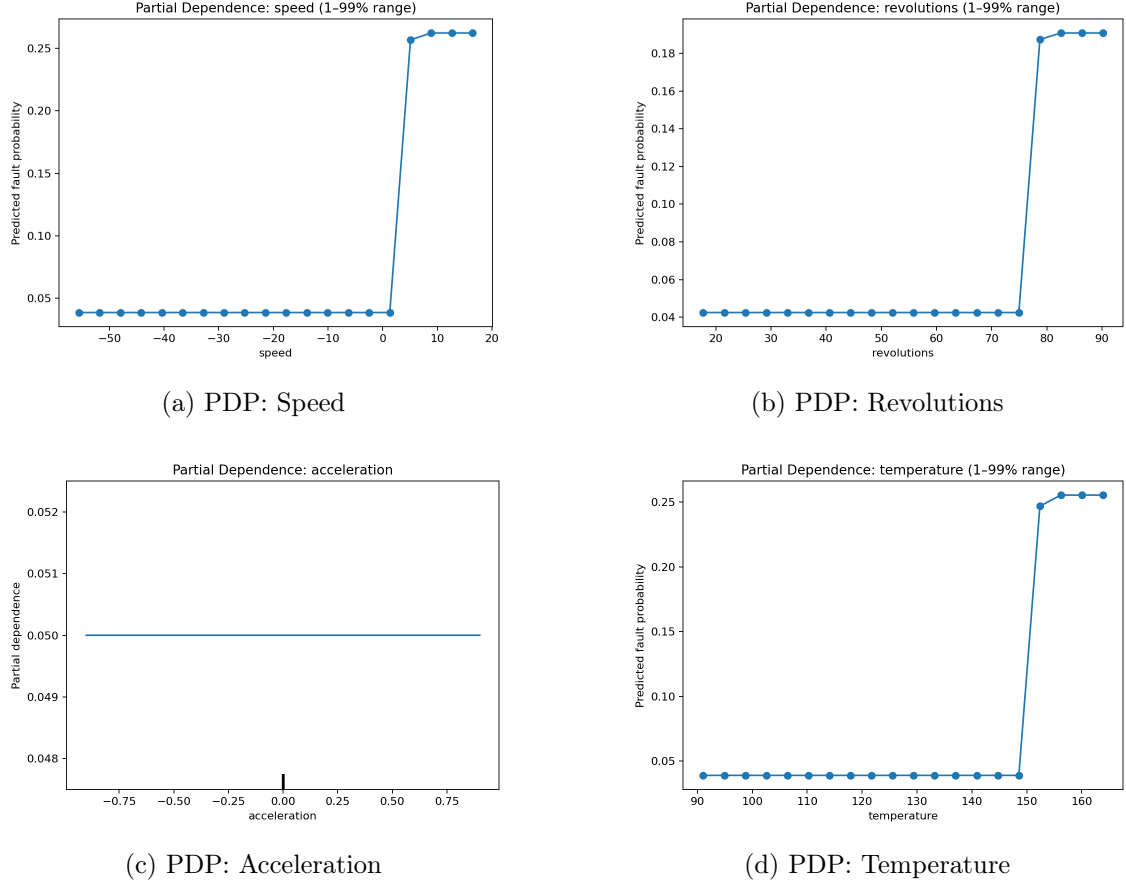 Partial Dependence: speed (1–99% range)
0.25
0.20
0.15
0.10
0.05
Predicted fault probability
−50 −40 −30 −20 −10 0 10 20
speed
(a) PDP: Speed
Partial Dependence: revolutions (1–99% range)
0.18
0.16
0.14
0.12
0.10
0.08
0.06
0.04
Predicted fault probability
20 30 40 50 60 70 80 90
revolutions
(b) PDP: Revolutions
Partial Dependence: acceleration
0.052
0.051
0.050
0.049
0.048
Partial dependence
−0.75 −0.50 −0.25 0.00 0.25 0.50 0.75
acceleration
(c) PDP: Acceleration
Partial Dependence: temperature (1–99% range)
0.25
0.20
0.15
0.10
0.05
Predicted fault probability
90 100 110 120 130 140 150 160
temperature
(d) PDP: Temperature